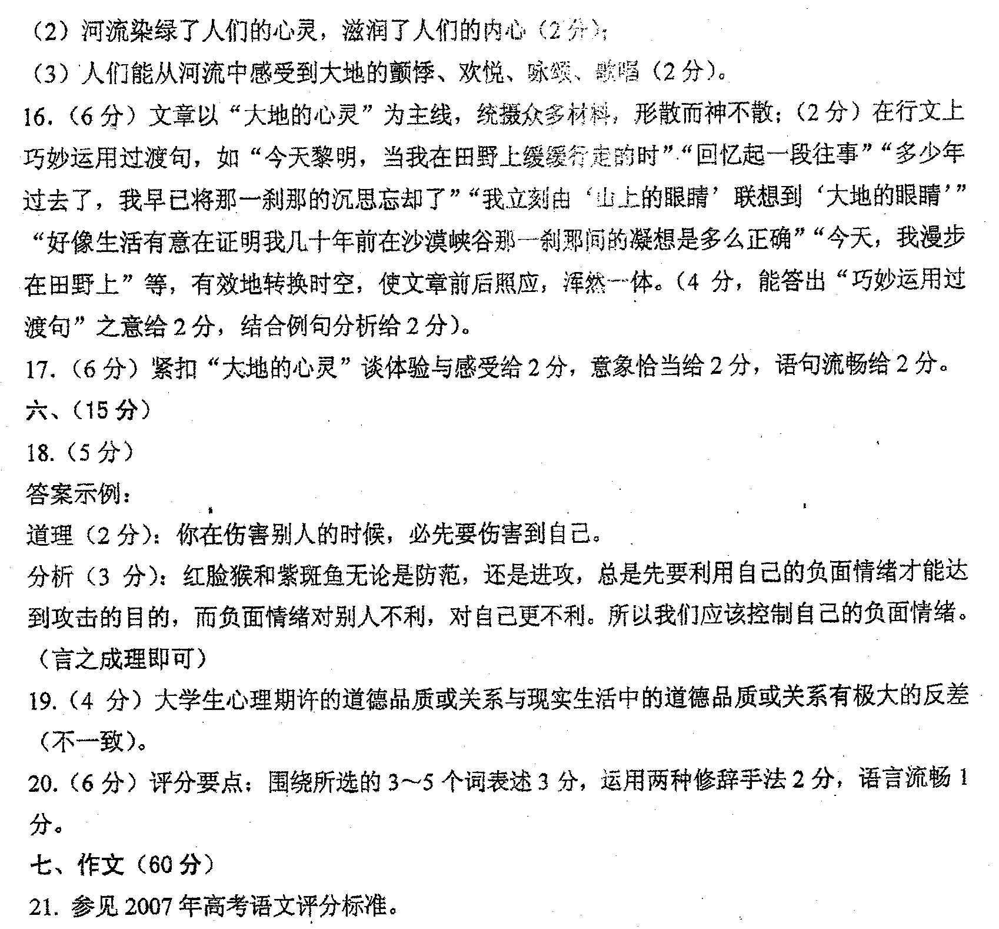 （2）河流染绿了人们的心灵，滋润了人们的内心（2分）；
（3）人们能从河流中感受到大地的颤悸、欢悦、咏颂、歌唱（2分）。
16.（6分）文章以“大地的心灵”为主线，统摄众多材料，形散而神不散；（2分）在行文上
巧妙运用过渡句，如“今天黎明，当我在田野上缓缓行走的时”“回忆起一段往事”“多少年
过去了，我早已将那一刹那的沉思忘却了”“我立刻由‘山上的眼睛’联想到‘大地的眼睛’”
“好像生活有意在证明我几十年前在沙漠峡谷那一刹那间的凝想是多么正确”“今天，我漫步
在田野上”等，有效地转换时空，使文章前后照应，浑然一体。（4 分，能答出“巧妙运用过
渡句”之意给2分，结合例句分析给2分）。
17.（6分）紧扣“大地的心灵”谈体验与感受给2分，意象恰当给2分，语句流畅给2分。
六、（15分）
18.（5分）
答案示例：
道理（2分）：你在伤害别人的时候，必先要伤害到自己。
分析（3 分）：红脸猴和紫斑鱼无论是防范，还是进攻，总是先要利用自己的负面情绪才能达
到攻击的目的，而负面情绪对别人不利，对自己更不利。所以我们应该控制自己的负面情绪。
（言之成理即可）
19.（4 分）大学生心理期许的道德品质或关系与现实生活中的道德品质或关系有极大的反差
（不一致）。
20.（6分）评分要点：围绕所选的3～5个词表述3分，运用两种修辞手法2分，语言流畅1
分。
七、作文（60分）
21. 参见2007年高考语文评分标准。